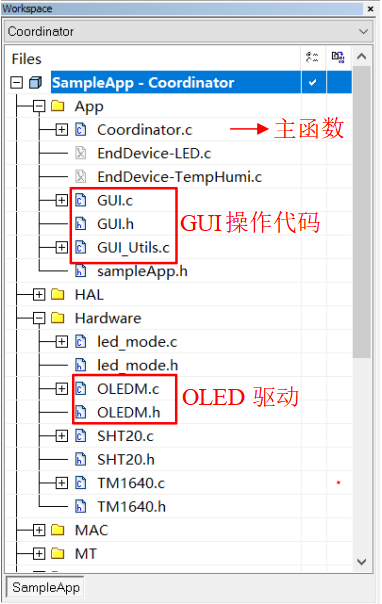 Workspace
Coordinator
Files
SampleApp - Coordinator
App
Coordinator.c
主函数
EndDevice-LED.c
EndDevice-TempHumi.c
GUI.c
GUI.h
GUI操作代码
GUI_Utils.c
sampleApp.h
HAL
Hardware
led_mode.c
led_mode.h
OLEDM.c
OLED 驱动
OLEDM.h
SHT20.c
SHT20.h
TM1640.c
TM1640.h
MAC
MT
SampleApp